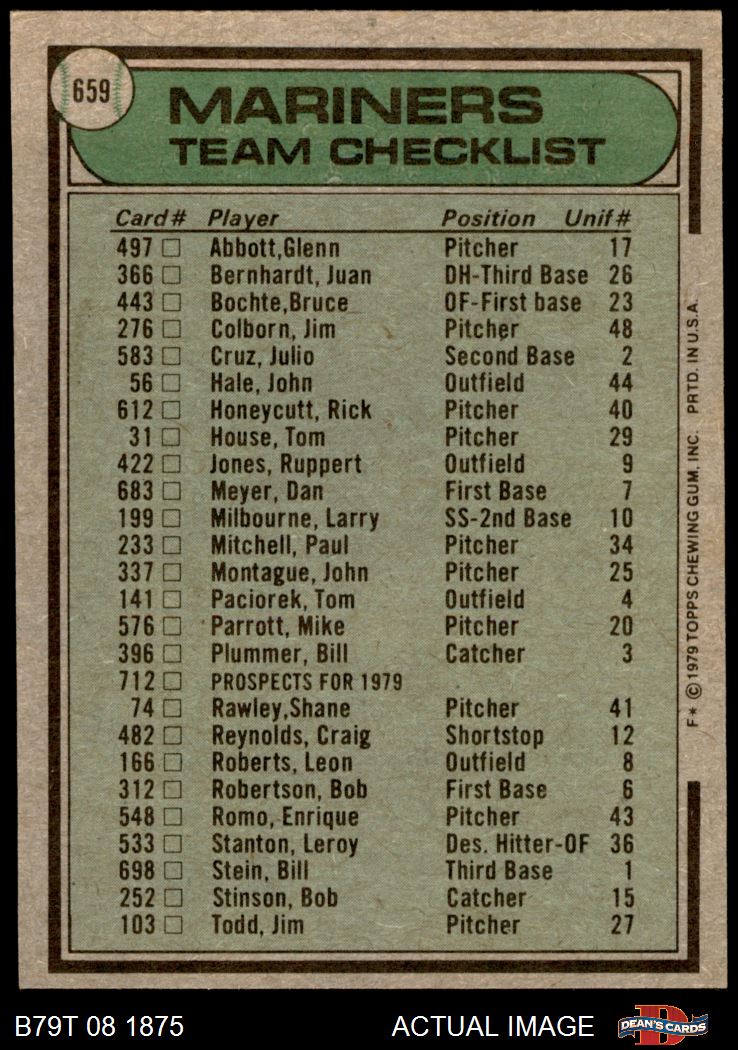 659
MARINERS
TEAM CHECKLIST
Card# Player Position Unif#
497 □ Abbott,Glenn Pitcher 17
366 □ Bernhardt, Juan DH-Third Base 26
443 □ Bochte,Bruce OF-First base 23
276 □ Colborn, Jim Pitcher 48
583 □ Cruz, Julio Second Base 2
56 □ Hale, John Outfield 44
612 □ Honeycutt, Rick Pitcher 40
31 □ House, Tom Pitcher 29
422 □ Jones, Ruppert Outfield 9
683 □ Meyer, Dan First Base 7
199 □ Milbourne, Larry SS-2nd Base 10
233 □ Mitchell, Paul Pitcher 34
337 □ Montague, John Pitcher 25
141 □ Paciorek, Tom Outfield 4
576 □ Parrott, Mike Pitcher 20
396 □ Plummer, Bill Catcher 3
712 □ PROSPECTS FOR 1979
74 □ Rawley,Shane Pitcher 41
482 □ Reynolds, Craig Shortstop 12
166 □ Roberts, Leon Outfield 8
312 □ Robertson, Bob First Base 6
548 □ Romo, Enrique Pitcher 43
533 □ Stanton, Leroy Des. Hitter-OF 36
698 □ Stein, Bill Third Base 1
252 □ Stinson, Bob Catcher 15
103 □ Todd, Jim Pitcher 27
F* © 1979 TOPPS CHEWING GUM, INC. PRTD. IN U.S.A.
B79T 08 1875 ACTUAL IMAGE
D
DEAN'S CARDS